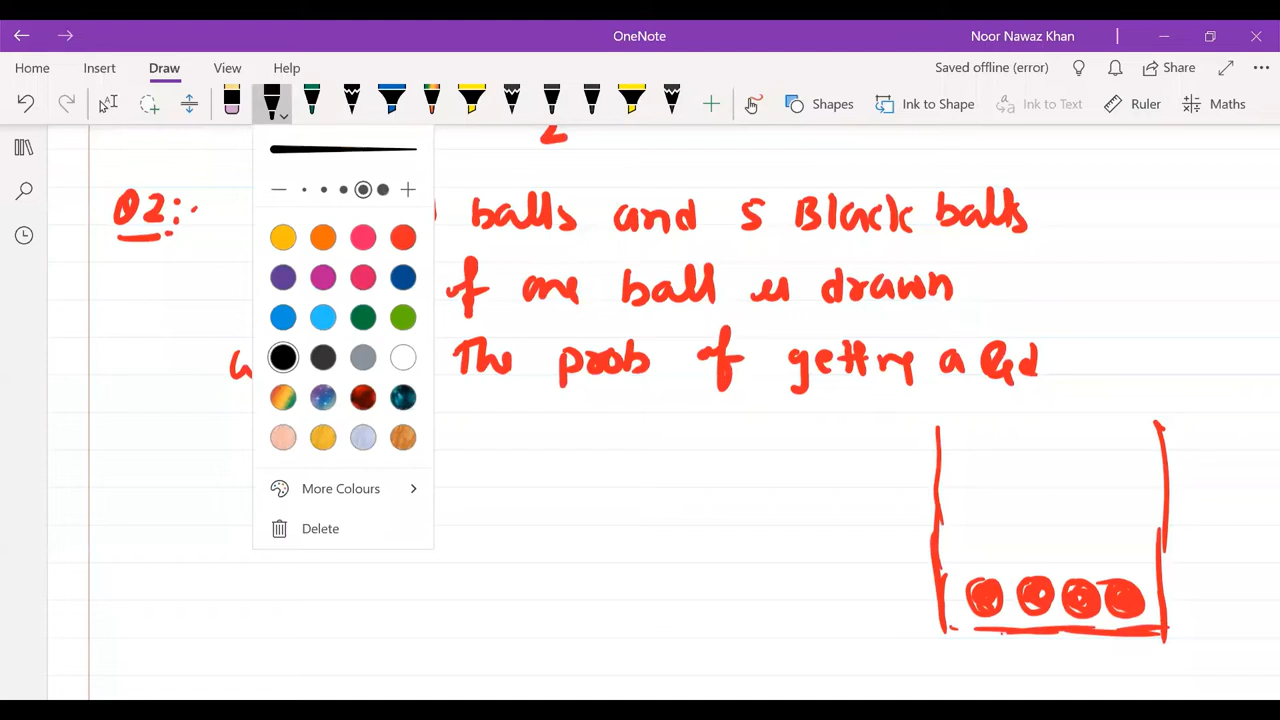 OneNote
Noor Nawaz Khan
Home Insert Draw View Help
Saved offline (error)
Share
Shapes
Ink to Shape
Ink to Text
Ruler
Maths
2
Q2:
balls and 5 Black balls
of one ball is drawn
The prob of getting a Red
More Colours
Delete